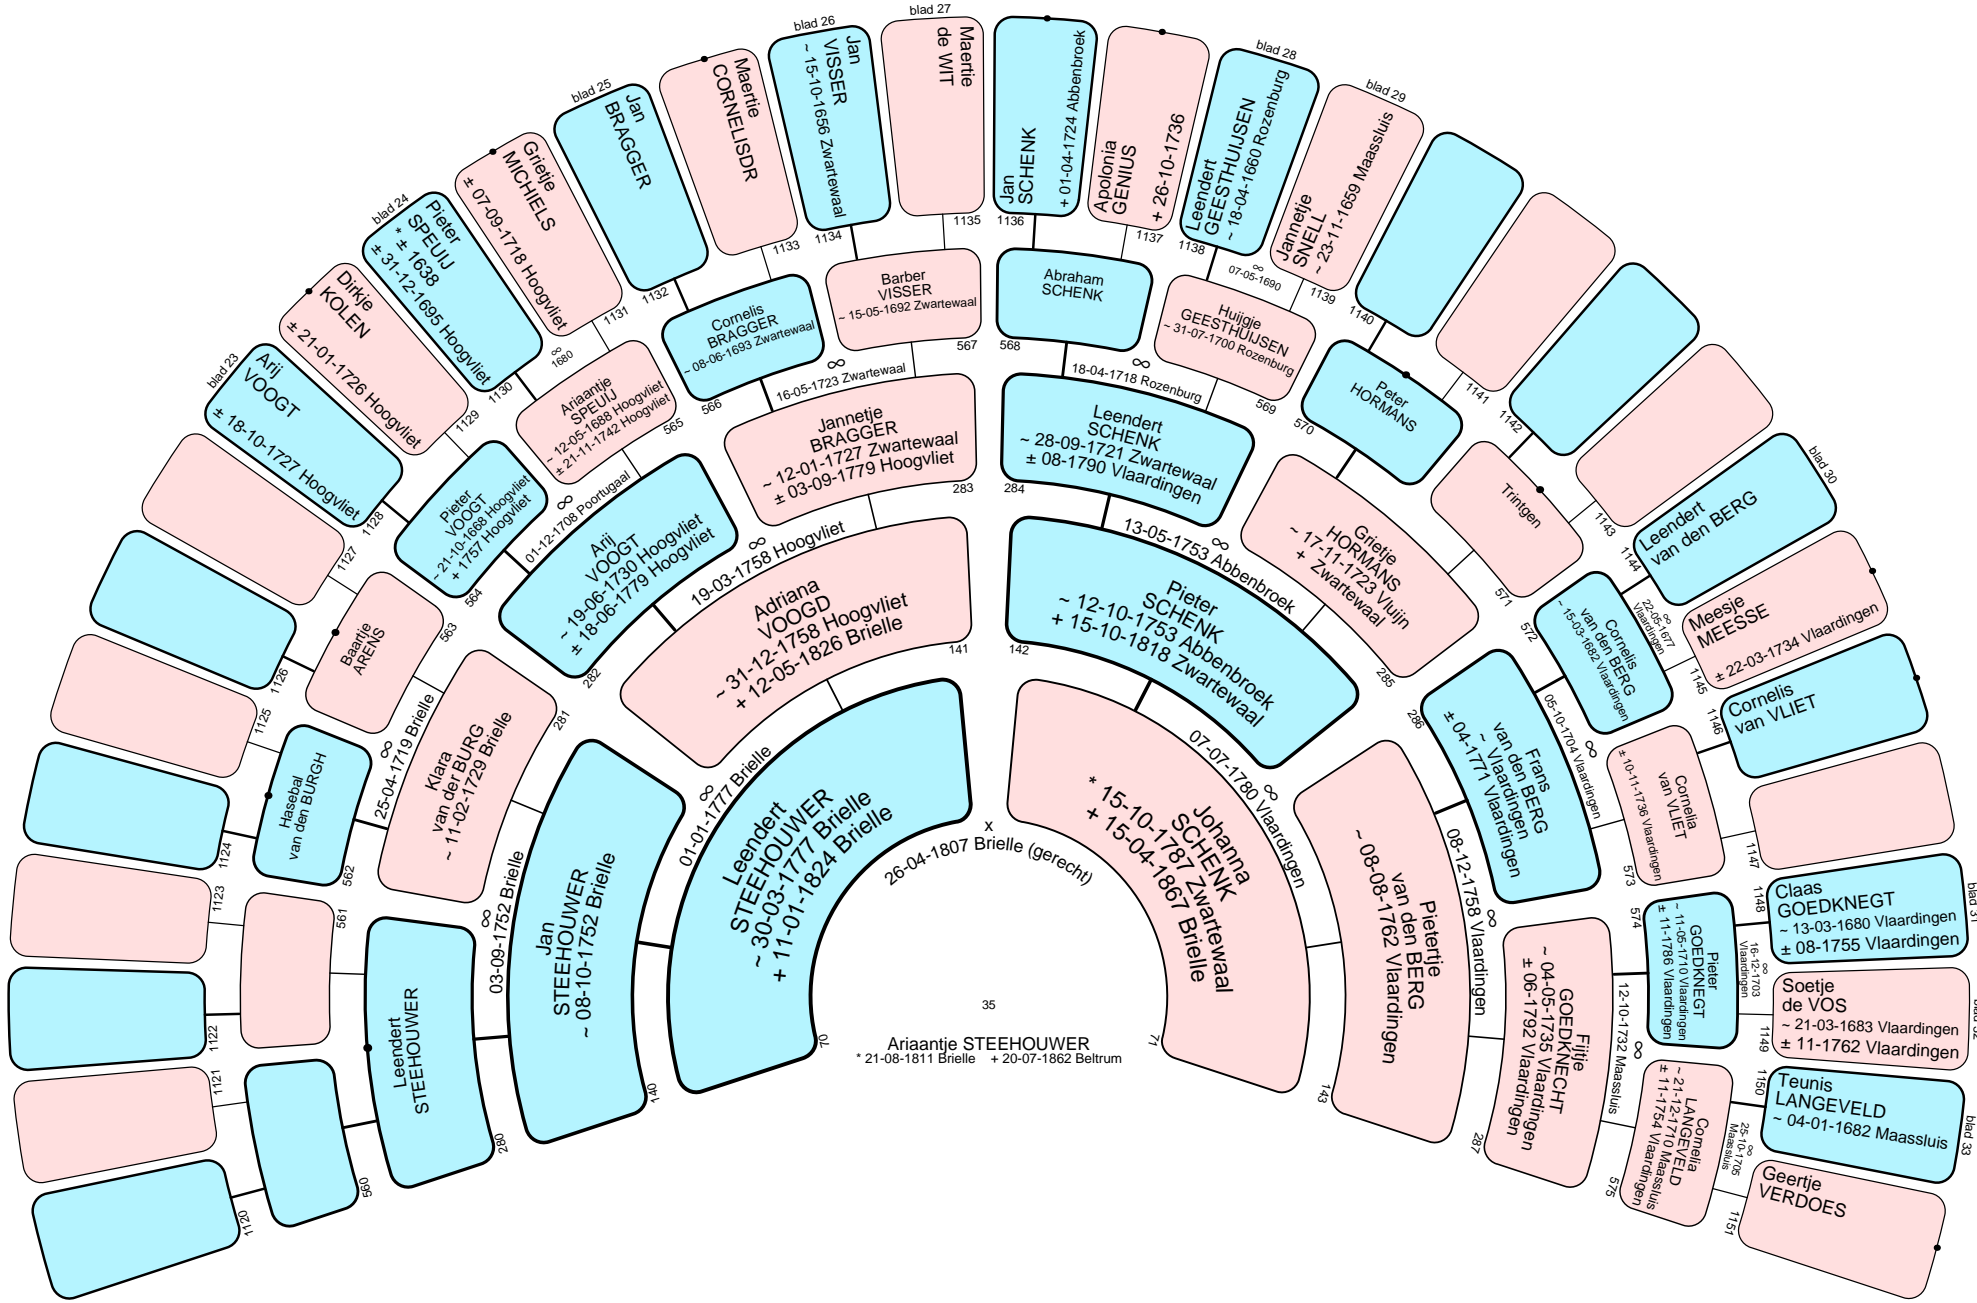 blad 23
blad 24
blad 25
blad 26
blad 27
blad 28
blad 29
blad 30
blad 31
blad 33
1120
1121
1122
1123
1124
1125
1126
1127
Arij
VOOGT
± 18-10-1727 Hoogvliet
1128
Dirkje
KOLEN
± 21-01-1726 Hoogvliet
1129
Pieter
SPEUIJ
* ± 1638
± 31-12-1695 Hoogvliet
1130
∞
1680
Grietje
MICHIELS
± 07-09-1718 Hoogvliet
1131
Jan
BRAGGER
1132
Maertie
CORNELISDR
1133
Jan
VISSER
~ 15-10-1656 Zwartewaal
1134
Maertie
de WIT
1135
Jan
SCHENK
+ 01-04-1724 Abbenbroek
1136
Apolonia
GENIUS
+ 26-10-1736
1137
Leendert
GEESTHUIJSEN
~ 18-04-1660 Rozenburg
1138
∞
07-05-1690
Jannetje
SNELL
~ 23-11-1659 Maassluis
1139
1140
1141
1142
1143
Leendert
van den BERG
1144
∞
22-05-1677
Vlaardingen
Meesje
MEESSE
± 22-03-1734 Vlaardingen
1145
Cornelis
van VLIET
1146
1147
Claas
GOEDKNEGT
~ 13-03-1680 Vlaardingen
± 08-1755 Vlaardingen
1148
∞
16-12-1703
Vlaardingen
Soetje
de VOS
~ 21-03-1683 Vlaardingen
± 11-1762 Vlaardingen
1149
Teunis
LANGEVELD
~ 04-01-1682 Maassluis
1150
∞
25-10-1705
Maassluis
Geertje
VERDOES
1151
560
561
Hasebal
van den BURGH
562
∞
25-04-1719 Brielle
Baartje
ARENS
563
Pieter
VOOGT
~ 21-10-1668 Hoogvliet
+ 1757 Hoogvliet
564
∞
01-12-1708 Poortugaal
Ariaantje
SPEUIJ
~ 12-05-1688 Hoogvliet
± 21-11-1742 Hoogvliet
565
Cornelis
BRAGGER
~ 08-06-1693 Zwartewaal
566
∞
16-05-1723 Zwartewaal
Barber
VISSER
~ 15-05-1692 Zwartewaal
567
Abraham
SCHENK
568
∞
18-04-1718 Rozenburg
Huijgje
GEESTHUIJSEN
~ 31-07-1700 Rozenburg
569
Peter
HORMANS
570
Trintgen
571
Cornelis
van den BERG
~ 15-03-1682 Vlaardingen
572
∞
05-10-1704 Vlaardingen
Cornelia
van VLIET
± 10-11-1736 Vlaardingen
573
Pieter
GOEDKNEGT
~ 11-05-1710 Vlaardingen
± 11-1786 Vlaardingen
574
∞
12-10-1732 Maassluis
Cornelia
LANGEVELD
~ 21-12-1710 Maassluis
± 11-1754 Vlaardingen
575
Leendert
STEEHOUWER
280
∞
03-09-1752 Brielle
Klara
van der BURG
~ 11-02-1729 Brielle
281
Arij
VOOGT
~ 19-06-1730 Hoogvliet
± 18-06-1779 Hoogvliet
282
∞
19-03-1758 Hoogvliet
Jannetje
BRAGGER
~ 12-01-1727 Zwartewaal
± 03-09-1779 Hoogvliet
283
Leendert
SCHENK
~ 28-09-1721 Zwartewaal
± 08-1790 Vlaardingen
284
∞
13-05-1753 Abbenbroek
Grietje
HORMANS
~ 17-11-1723 Vluijn
+ Zwartewaal
285
Frans
van den BERG
~ Vlaardingen
± 04-1771 Vlaardingen
286
∞
08-12-1758 Vlaardingen
Fijtje
GOEDKNECHT
~ 04-05-1735 Vlaardingen
± 06-1792 Vlaardingen
287
Jan
STEEHOUWER
~ 08-10-1752 Brielle
140
∞
01-01-1777 Brielle
Adriana
VOOGD
~ 31-12-1758 Hoogvliet
+ 12-05-1826 Brielle
141
Pieter
SCHENK
~ 12-10-1753 Abbenbroek
+ 15-10-1818 Zwartewaal
142
∞
07-07-1780 Vlaardingen
Pietertje
van den BERG
~ 08-08-1762 Vlaardingen
143
Leendert
STEEHOUWER
~ 30-03-1777 Brielle
+ 11-01-1824 Brielle
70
x
26-04-1807 Brielle (gerecht)
Johanna
SCHENK
* 15-10-1787 Zwartewaal
+ 15-04-1867 Brielle
71
35
Ariaantje STEEHOUWER
* 21-08-1811 Brielle + 20-07-1862 Beltrum